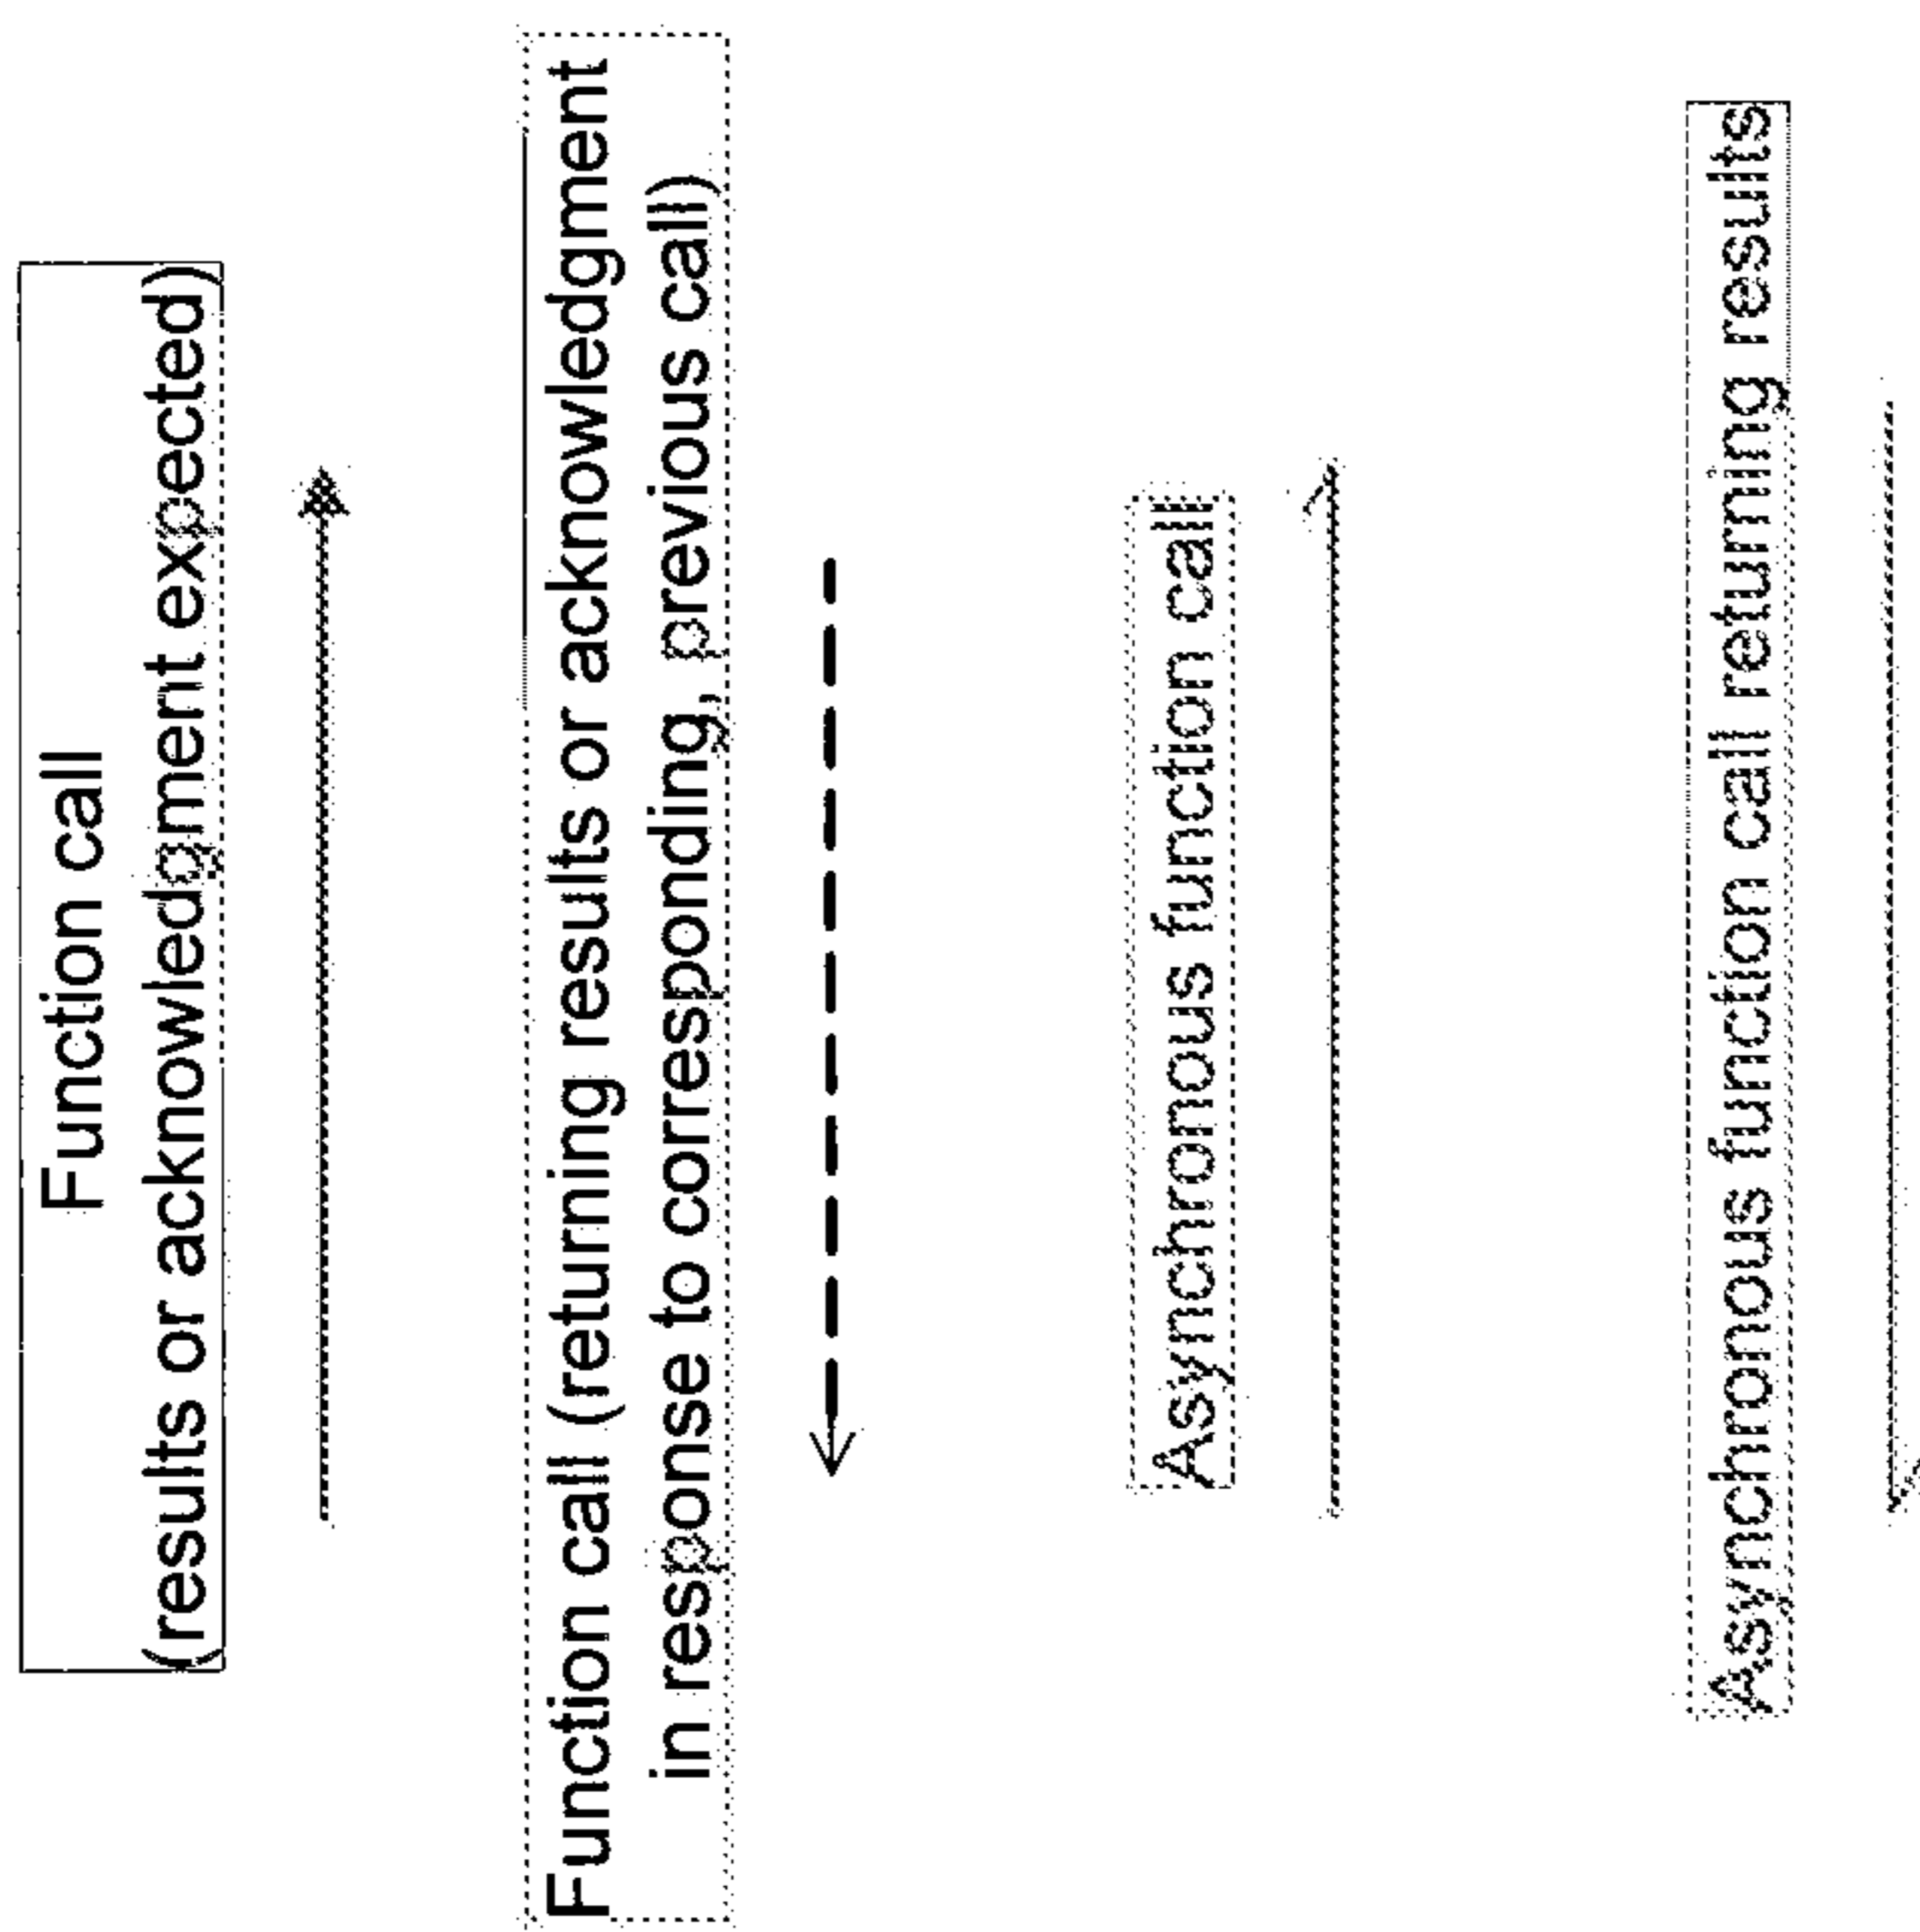 Function call
(results or acknowledgment expected)
Function call (returning results or acknowledgment
in response to corresponding, previous call)
Asynchronous function call
Asynchronous function call returning results